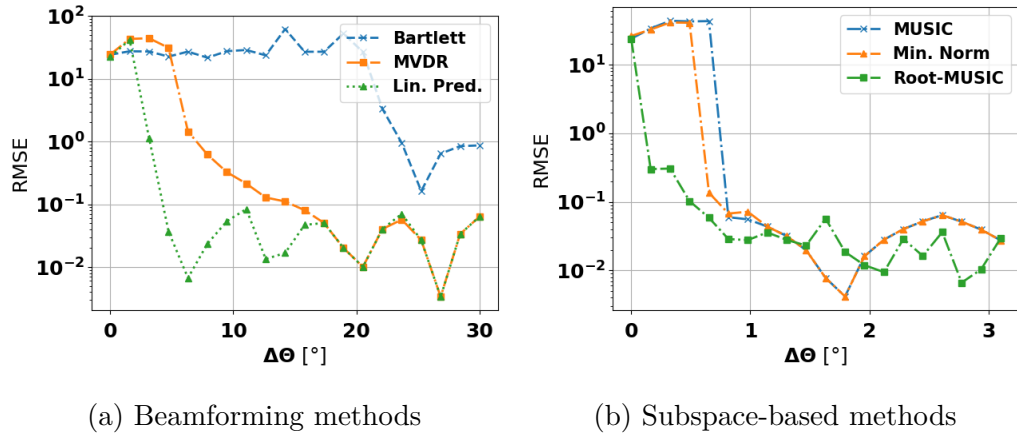 10²
10¹
10⁰
10⁻¹
10⁻²
RMSE
Bartlett
MVDR
Lin. Pred.
0 10 20 30
ΔΘ [°]
(a) Beamforming methods
10¹
10⁰
10⁻¹
10⁻²
RMSE
MUSIC
Min. Norm
Root-MUSIC
0 1 2 3
ΔΘ [°]
(b) Subspace-based methods